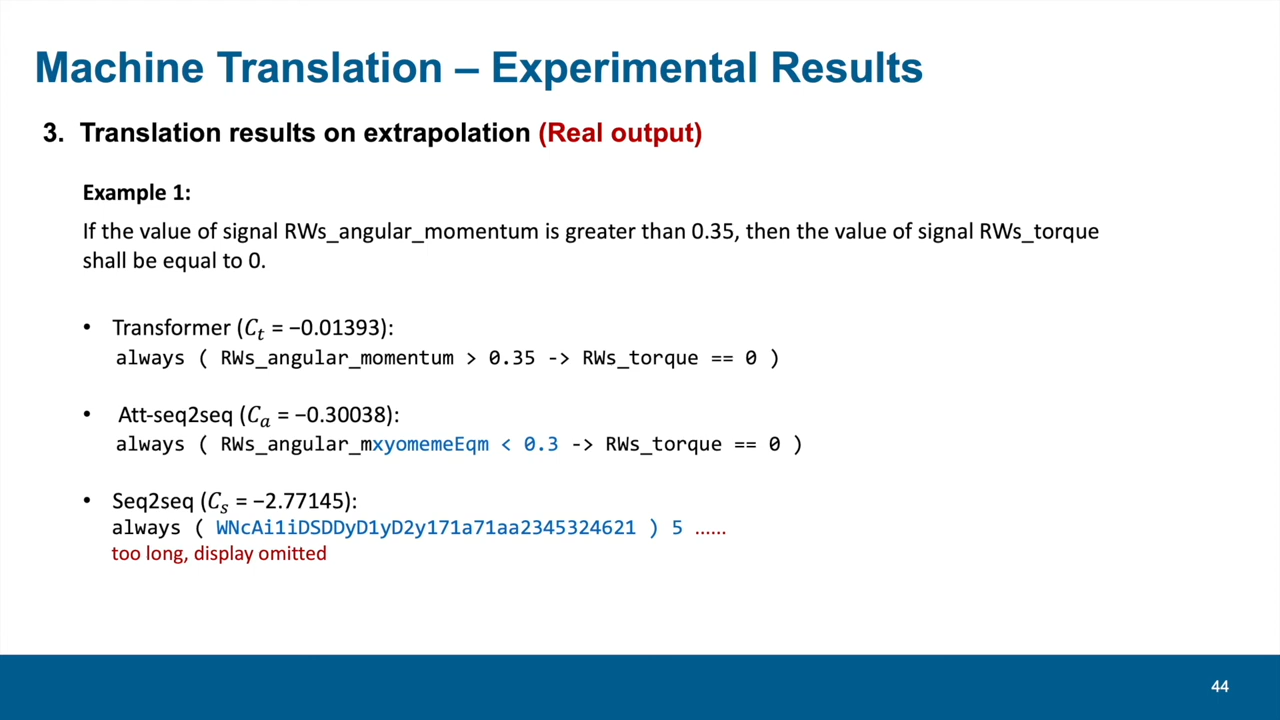 Machine Translation – Experimental Results
3. Translation results on extrapolation (Real output)
Example 1:
If the value of signal RWs_angular_momentum is greater than 0.35, then the value of signal RWs_torque
shall be equal to 0.
• Transformer (𝐶𝑡 = −0.01393):
always ( RWs_angular_momentum > 0.35 -> RWs_torque == 0 )
• Att-seq2seq (𝐶𝑎 = −0.30038):
always ( RWs_angular_mxyomemeEqm < 0.3 -> RWs_torque == 0 )
• Seq2seq (𝐶𝑠 = −2.77145):
always ( WNcAi1iDSDDyD1yD2y171a71aa2345324621 ) 5 ......
too long, display omitted
44